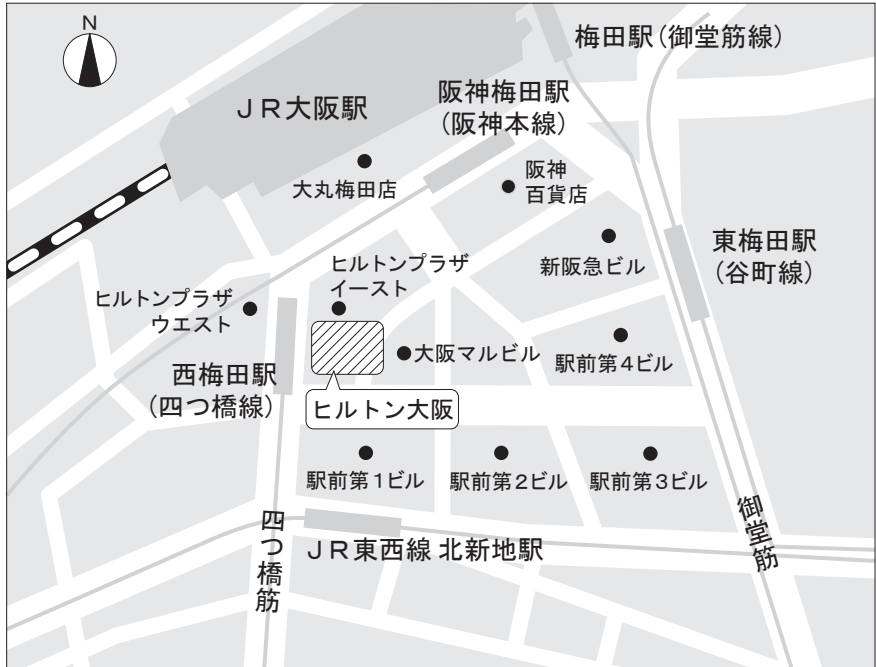 N
梅田駅(御堂筋線)
JR大阪駅
阪神梅田駅
(阪神本線)
大丸梅田店
阪神
百貨店
東梅田駅
(谷町線)
新阪急ビル
ヒルトンプラザ
イースト
ヒルトンプラザ
ウエスト
大阪マルビル
駅前第4ビル
西梅田駅
(四つ橋線)
ヒルトン大阪
駅前第1ビル
駅前第2ビル
駅前第3ビル
四つ橋筋
JR東西線 北新地駅
御堂筋